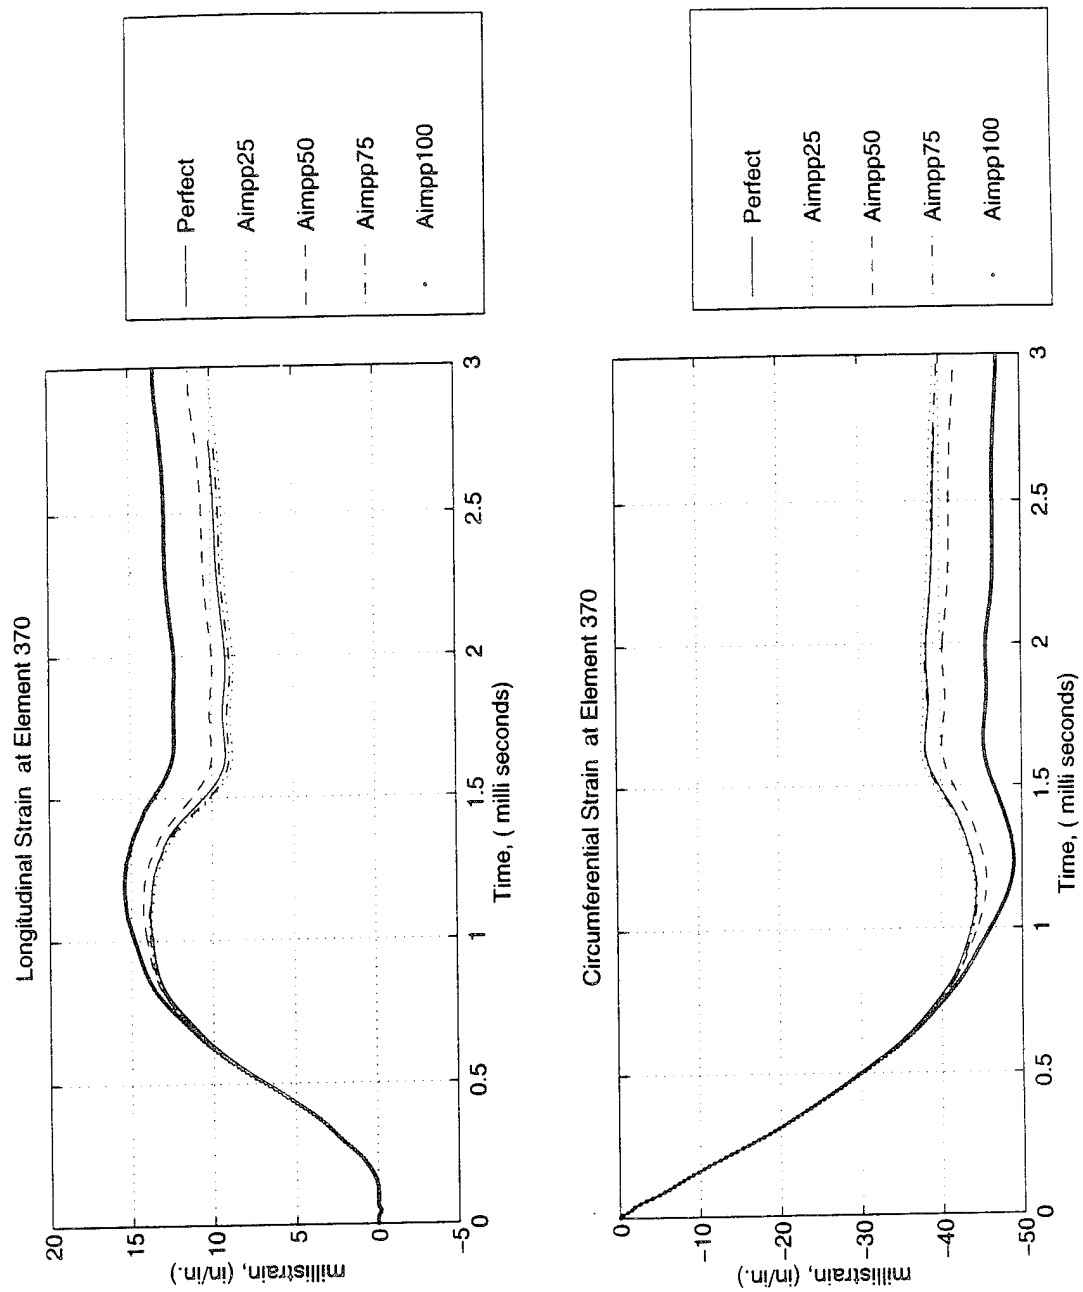 Longitudinal Strain at Element 370
millistrain, (in/in.)
20
15
10
5
0
-5
0
0.5
1
1.5
2
2.5
3
Time, ( milli seconds)
Perfect
Aimpp25
Aimpp50
Aimpp75
Aimpp100
Circumferential Strain at Element 370
millistrain, (in/in.)
0
-10
-20
-30
-40
-50
0
0.5
1
1.5
2
2.5
3
Time, ( milli seconds)
Perfect
Aimpp25
Aimpp50
Aimpp75
Aimpp100